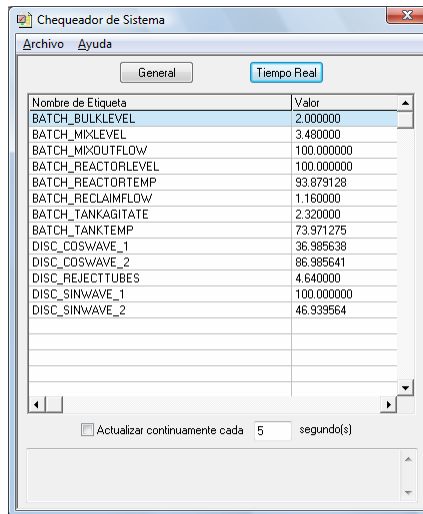 Chequeador de Sistema
Archivo Ayuda
General Tiempo Real
Nombre de Etiqueta Valor
BATCH_BULKLEVEL 2.000000
BATCH_MIXLEVEL 3.480000
BATCH_MIXOUTFLOW 100.000000
BATCH_REACTORLEVEL 100.000000
BATCH_REACTORTEMP 93.879128
BATCH_RECLAIMFLOW 1.160000
BATCH_TANKAGITATE 2.320000
BATCH_TANKTEMP 73.971275
DISC_COSWAVE_1 36.985638
DISC_COSWAVE_2 86.985641
DISC_REJECTTUBES 4.640000
DISC_SINWAVE_1 100.000000
DISC_SINWAVE_2 46.939564
Actualizar continuamente cada 5 segundo(s)